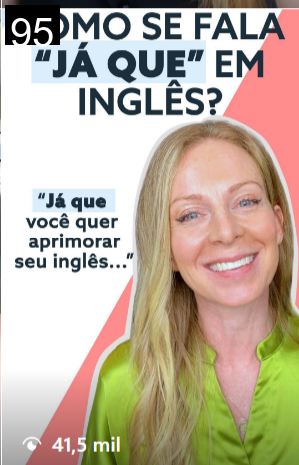 95
OMO SE FALA
“JÁ QUE” EM
INGLÊS?
“Já que
você quer
aprimorar
seu inglês...”
41,5 mil